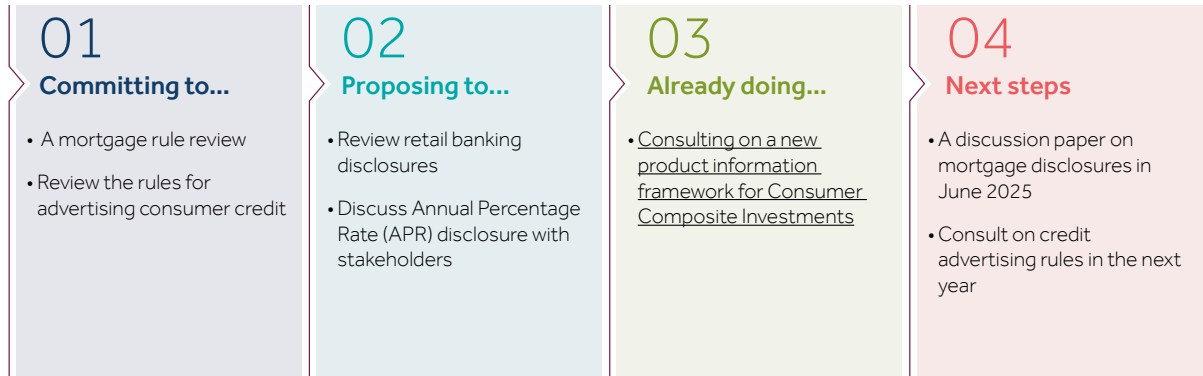 01
Committing to...
• A mortgage rule review
• Review the rules for
advertising consumer credit
02
Proposing to...
• Review retail banking
disclosures
• Discuss Annual Percentage
Rate (APR) disclosure with
stakeholders
03
Already doing...
• Consulting on a new
product information
framework for Consumer
Composite Investments
04
Next steps
• A discussion paper on
mortgage disclosures in
June 2025
• Consult on credit
advertising rules in the next
year